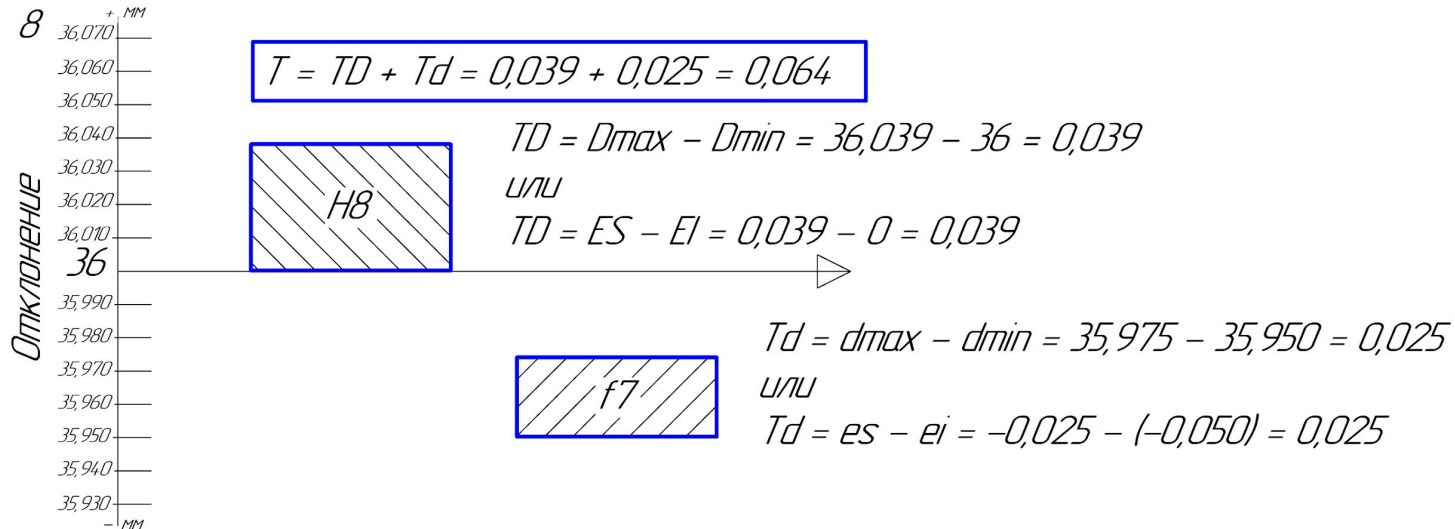 8
+ мм
36,070
36,060
36,050
36,040
36,030
36,020
36,010
36
35,990
35,980
35,970
35,960
35,950
35,940
35,930
– мм
Отклонение
T = TD + Td = 0,039 + 0,025 = 0,064
H8
TD = Dmax – Dmin = 36,039 – 36 = 0,039
или
TD = ES – EI = 0,039 – 0 = 0,039
f7
Td = dmax – dmin = 35,975 – 35,950 = 0,025
или
Td = es – ei = –0,025 – (–0,050) = 0,025